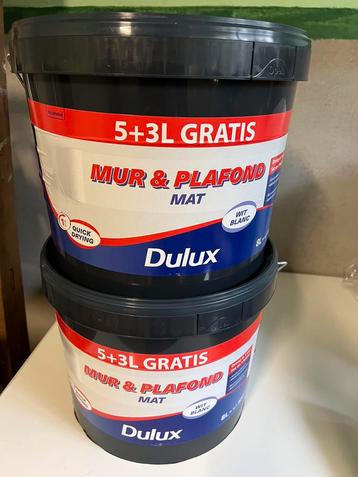 5+3L GRATIS
MUR & PLAFOND
MAT
QUICK
DRYING
WIT
BLANC
Dulux
5+3L GRATIS
MUR & PLAFOND
MAT
WIT
BLANC
Dulux
8L